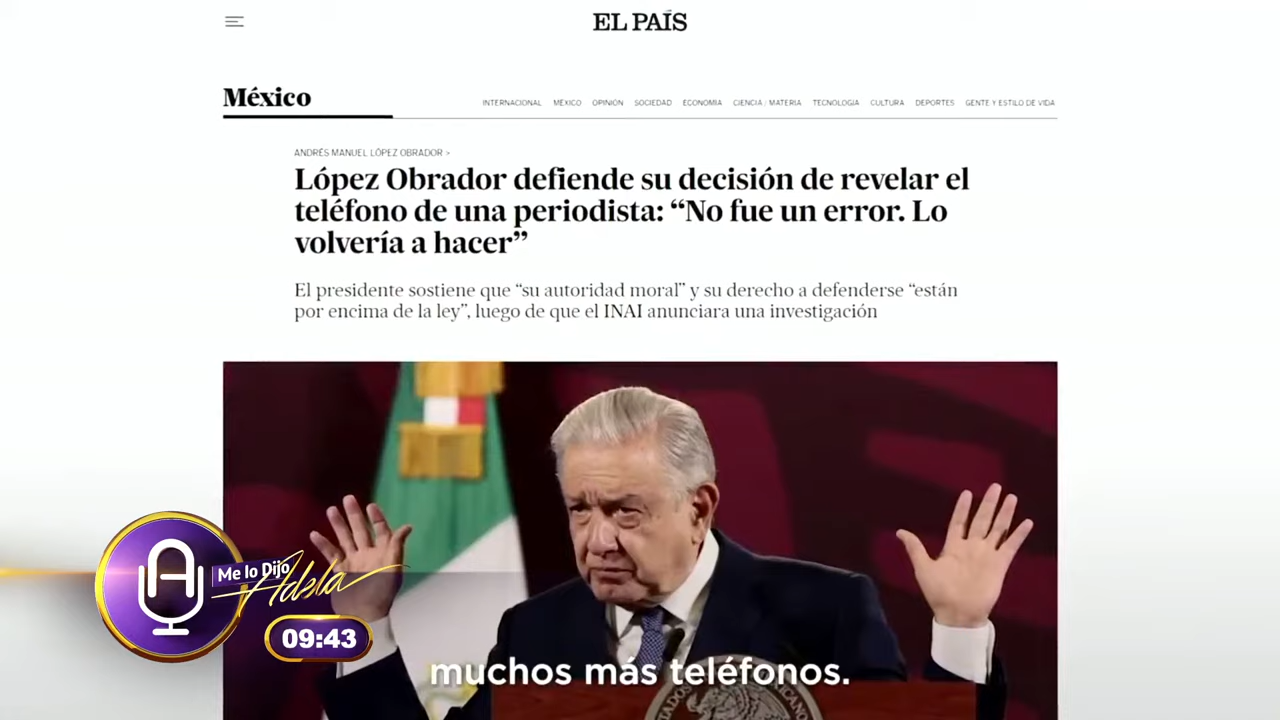 EL PAÍS
México
INTERNACIONAL MÉXICO OPINIÓN SOCIEDAD ECONOMÍA CIENCIA / MATERIA TECNOLOGÍA CULTURA DEPORTES GENTE Y ESTILO DE VIDA
ANDRÉS MANUEL LÓPEZ OBRADOR >
López Obrador defiende su decisión de revelar el
teléfono de una periodista: “No fue un error. Lo
volvería a hacer”
El presidente sostiene que “su autoridad moral” y su derecho a defenderse “están
por encima de la ley”, luego de que el INAI anunciara una investigación
Me lo Dijo
Adela
09:43
muchos más teléfonos.